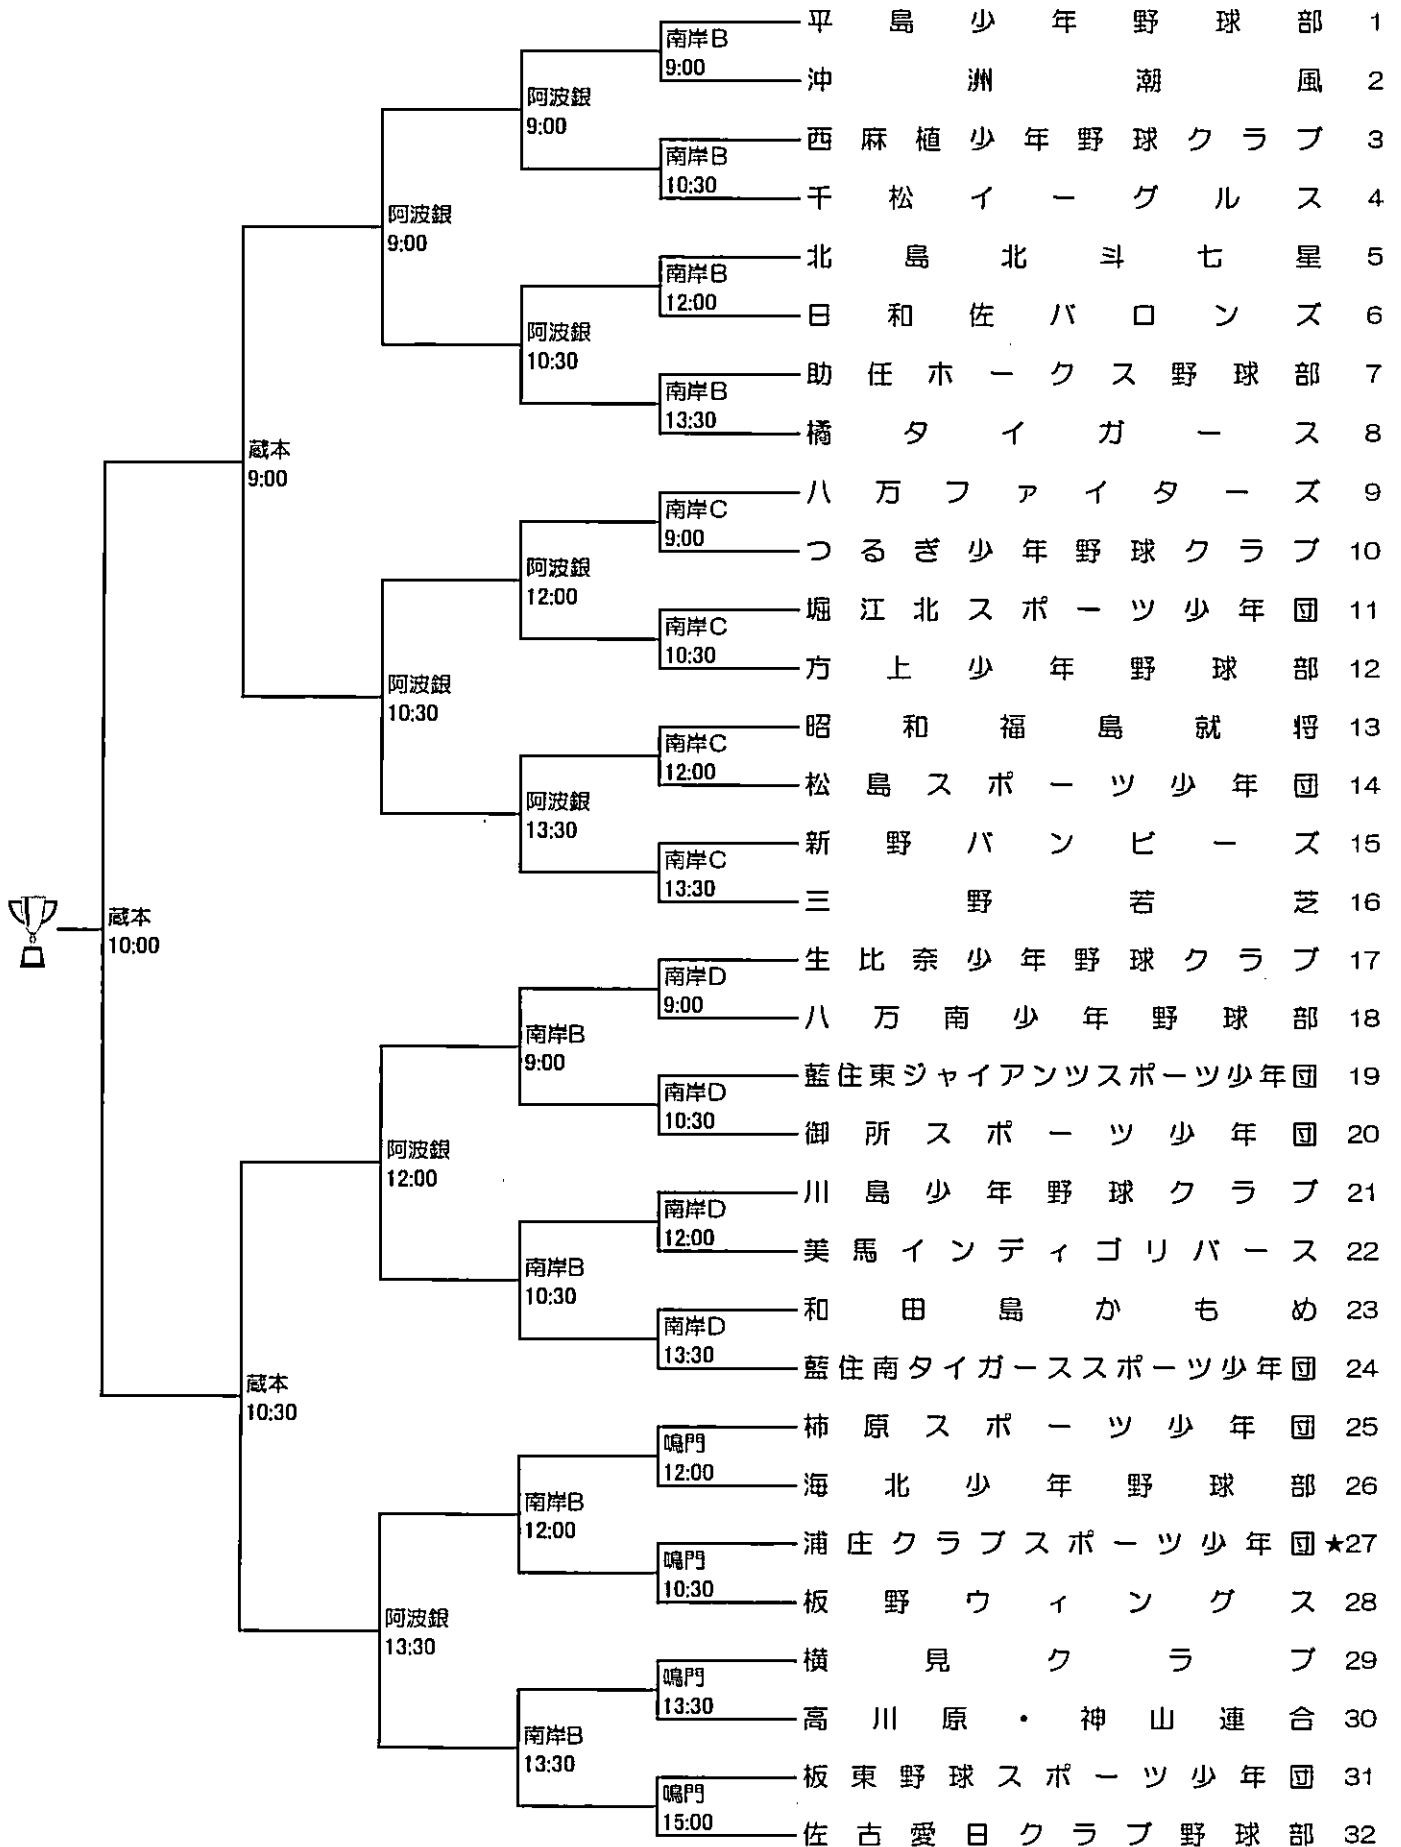 平島少年野球部 1
南岸B
9:00
沖洲潮風 2
阿波銀
9:00
西麻植少年野球クラブ 3
南岸B
10:30
千松イーグルス 4
阿波銀
9:00
北島北斗七星 5
南岸B
12:00
日和佐バロンズ 6
阿波銀
10:30
助任ホークス野球部 7
南岸B
13:30
橘タイガース 8
蔵本
9:00
八万ファイターズ 9
南岸C
9:00
つるぎ少年野球クラブ 10
阿波銀
12:00
堀江北スポーツ少年団 11
南岸C
10:30
方上少年野球部 12
阿波銀
10:30
昭和福島就将 13
南岸C
12:00
松島スポーツ少年団 14
阿波銀
13:30
新野バンビーズ 15
南岸C
13:30
三野若芝 16
蔵本
10:00
生比奈少年野球クラブ 17
南岸D
9:00
八万南少年野球部 18
南岸B
9:00
藍住東ジャイアンツスポーツ少年団 19
南岸D
10:30
御所スポーツ少年団 20
阿波銀
12:00
川島少年野球クラブ 21
南岸D
12:00
美馬インディゴリバース 22
南岸B
10:30
和田島かもめ 23
南岸D
13:30
藍住南タイガーススポーツ少年団 24
蔵本
10:30
柿原スポーツ少年団 25
鳴門
12:00
海北少年野球部 26
南岸B
12:00
浦庄クラブスポーツ少年団★27
鳴門
10:30
板野ウィングス 28
阿波銀
13:30
横見クラブ 29
鳴門
13:30
高川原・神山連合 30
南岸B
13:30
板東野球スポーツ少年団 31
鳴門
15:00
佐古愛日クラブ野球部 32